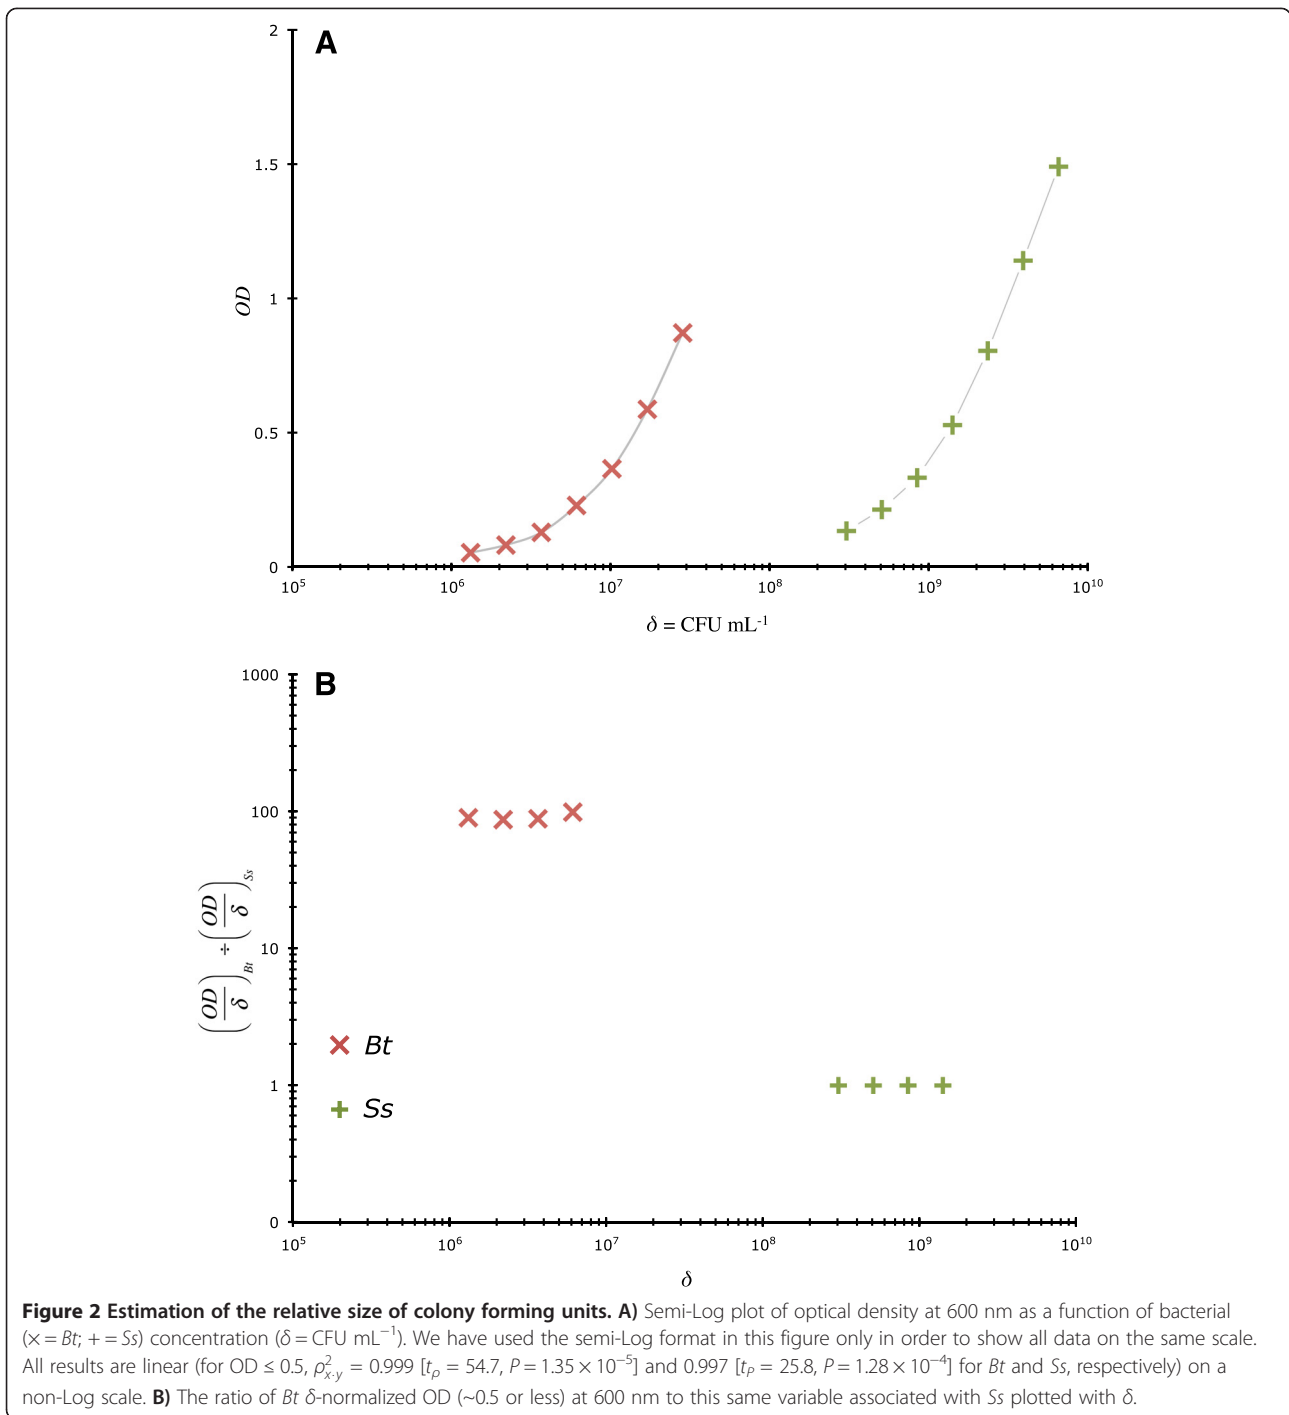 A
2
1.5
1
0.5
0
OD
10⁵ 10⁶ 10⁷ 10⁸ 10⁹ 10¹⁰
δ = CFU mL⁻¹
B
1000
100
10
1
0
(OD/δ)Bt ÷ (OD/δ)Ss
Bt
Ss
10⁵ 10⁶ 10⁷ 10⁸ 10⁹ 10¹⁰
δ
Figure 2 Estimation of the relative size of colony forming units. A) Semi-Log plot of optical density at 600 nm as a function of bacterial
(× = Bt; + = Ss) concentration (δ = CFU mL⁻¹). We have used the semi-Log format in this figure only in order to show all data on the same scale.
All results are linear (for OD ≤ 0.5, ρ²x·y = 0.999 [tρ = 54.7, P = 1.35 × 10⁻⁵] and 0.997 [tP = 25.8, P = 1.28 × 10⁻⁴] for Bt and Ss, respectively) on a
non-Log scale. B) The ratio of Bt δ-normalized OD (~0.5 or less) at 600 nm to this same variable associated with Ss plotted with δ.